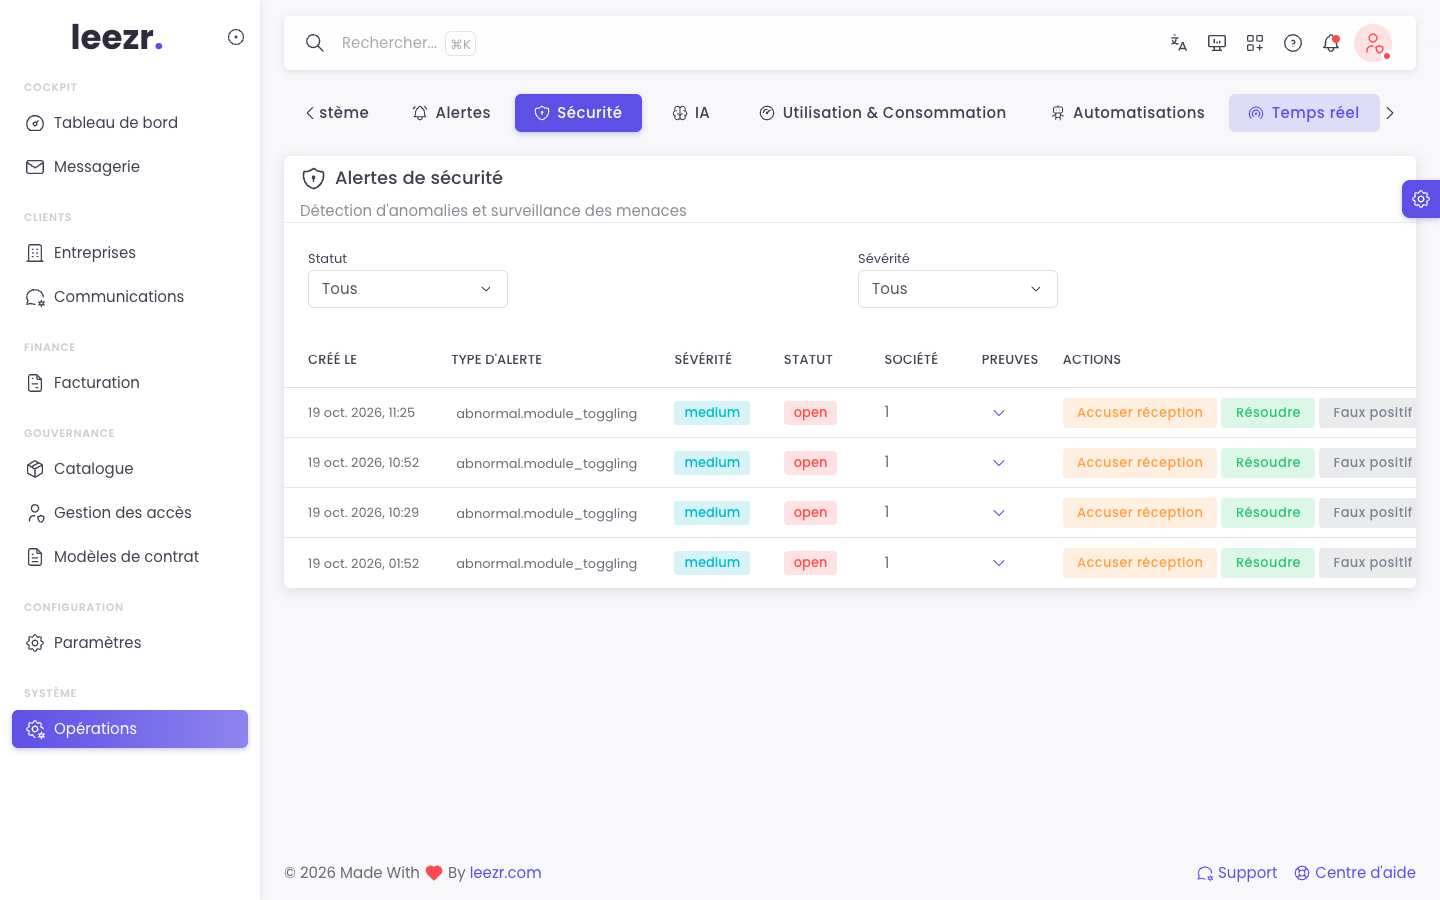 leezr.
COCKPIT
Tableau de bord
Messagerie
CLIENTS
Entreprises
Communications
FINANCE
Facturation
GOUVERNANCE
Catalogue
Gestion des accès
Modèles de contrat
CONFIGURATION
Paramètres
SYSTÈME
Opérations
Rechercher... ⌘K
stème Alertes Sécurité IA Utilisation & Consommation Automatisations Temps réel
Alertes de sécurité
Détection d'anomalies et surveillance des menaces
Statut Sévérité
Tous Tous
CRÉÉ LE TYPE D'ALERTE SÉVÉRITÉ STATUT SOCIÉTÉ PREUVES ACTIONS
19 oct. 2026, 11:25 abnormal.module_toggling medium open 1 Accuser réception Résoudre Faux positif
19 oct. 2026, 10:52 abnormal.module_toggling medium open 1 Accuser réception Résoudre Faux positif
19 oct. 2026, 10:29 abnormal.module_toggling medium open 1 Accuser réception Résoudre Faux positif
19 oct. 2026, 01:52 abnormal.module_toggling medium open 1 Accuser réception Résoudre Faux positif
© 2026 Made With ❤ By leezr.com Support Centre d'aide